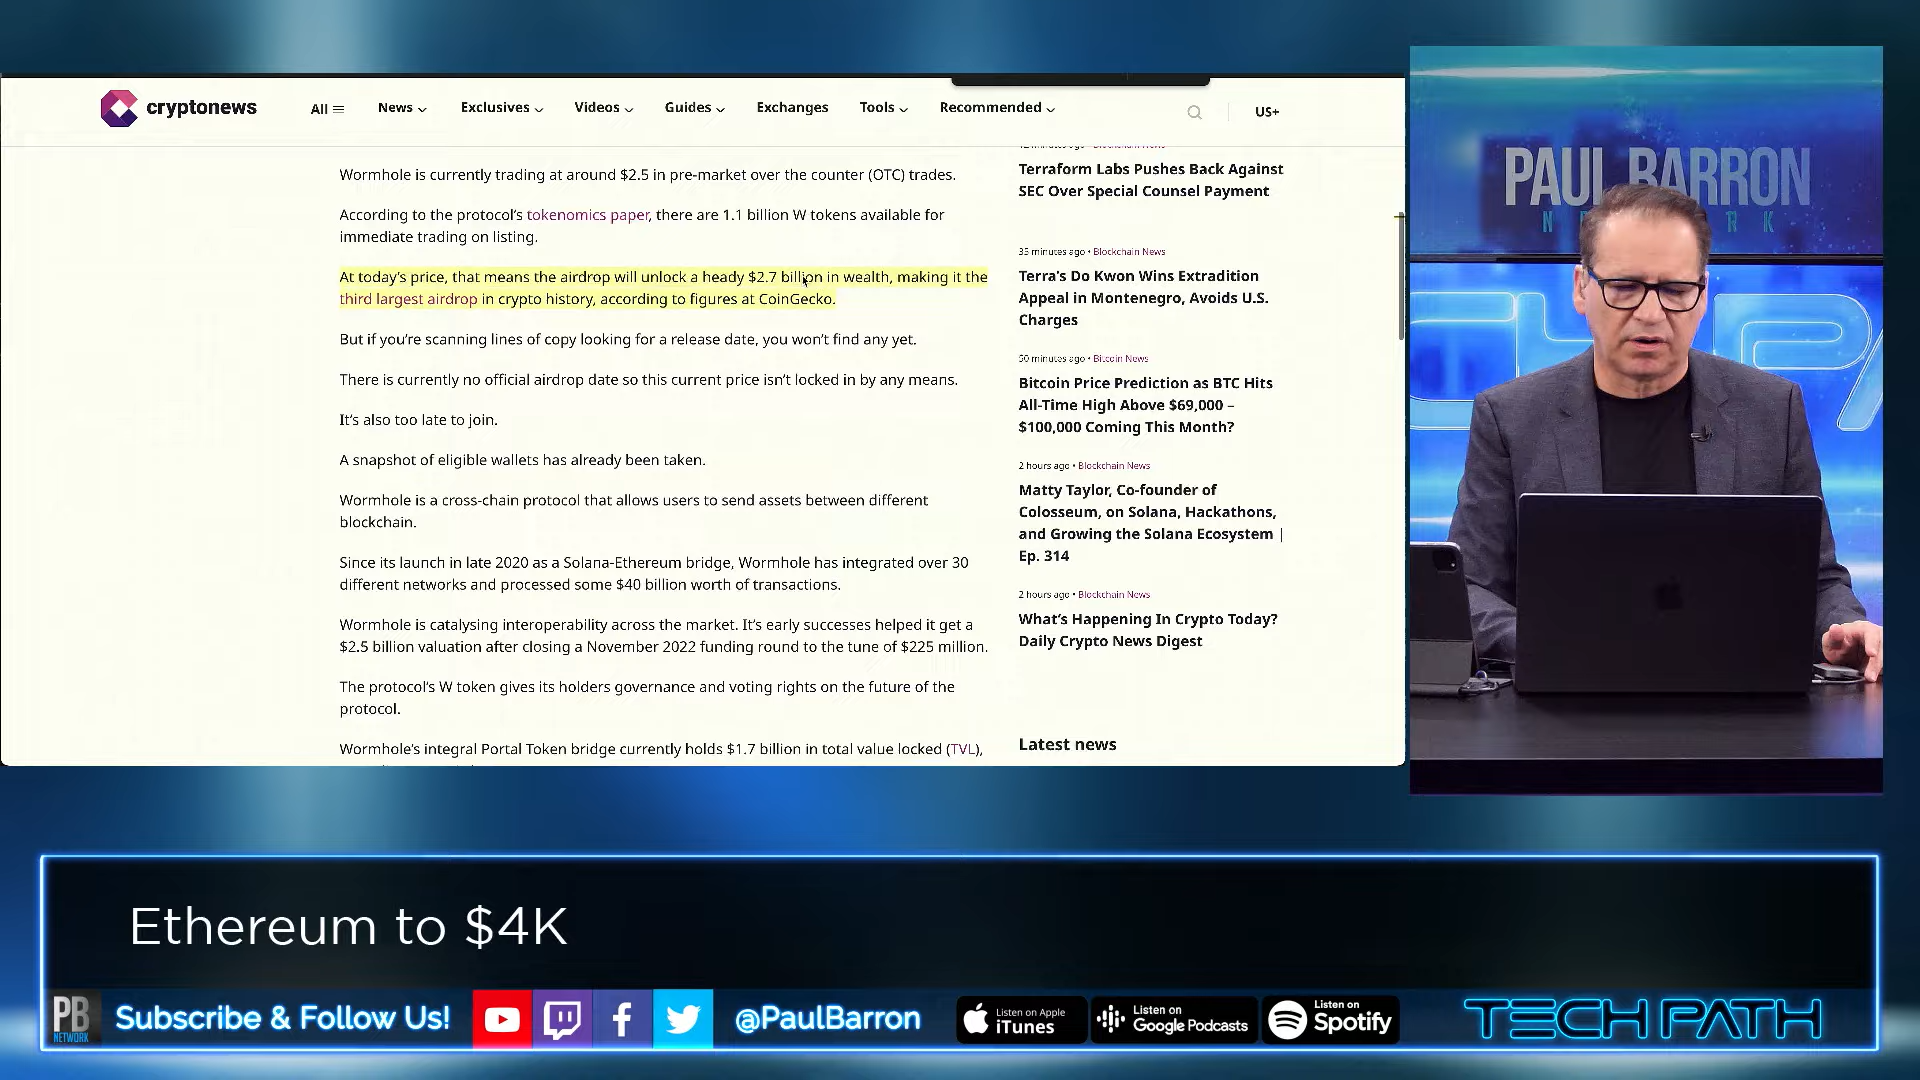 cryptonews
All
News
Exclusives
Videos
Guides
Exchanges
Tools
Recommended
US+
Wormhole is currently trading at around $2.5 in pre-market over the counter (OTC) trades.
According to the protocol's tokenomics paper, there are 1.1 billion W tokens available for
immediate trading on listing.
At today's price, that means the airdrop will unlock a heady $2.7 billion in wealth, making it the
third largest airdrop in crypto history, according to figures at CoinGecko.
But if you're scanning lines of copy looking for a release date, you won't find any yet.
There is currently no official airdrop date so this current price isn't locked in by any means.
It's also too late to join.
A snapshot of eligible wallets has already been taken.
Wormhole is a cross-chain protocol that allows users to send assets between different
blockchain.
Since its launch in late 2020 as a Solana-Ethereum bridge, Wormhole has integrated over 30
different networks and processed some $40 billion worth of transactions.
Wormhole is catalysing interoperability across the market. It's early successes helped it get a
$2.5 billion valuation after closing a November 2022 funding round to the tune of $225 million.
The protocol's W token gives its holders governance and voting rights on the future of the
protocol.
Wormhole's integral Portal Token bridge currently holds $1.7 billion in total value locked (TVL),
Terraform Labs Pushes Back Against
SEC Over Special Counsel Payment
35 minutes ago • Blockchain News
Terra's Do Kwon Wins Extradition
Appeal in Montenegro, Avoids U.S.
Charges
50 minutes ago • Bitcoin News
Bitcoin Price Prediction as BTC Hits
All-Time High Above $69,000 –
$100,000 Coming This Month?
2 hours ago • Blockchain News
Matty Taylor, Co-founder of
Colosseum, on Solana, Hackathons,
and Growing the Solana Ecosystem |
Ep. 314
2 hours ago • Blockchain News
What's Happening In Crypto Today?
Daily Crypto News Digest
Latest news
PAUL BARRON
Ethereum to $4K
PB
NETWORK
Subscribe & Follow Us!
@PaulBarron
Listen on Apple
iTunes
Listen on
Google Podcasts
Listen on
Spotify
TECH PATH